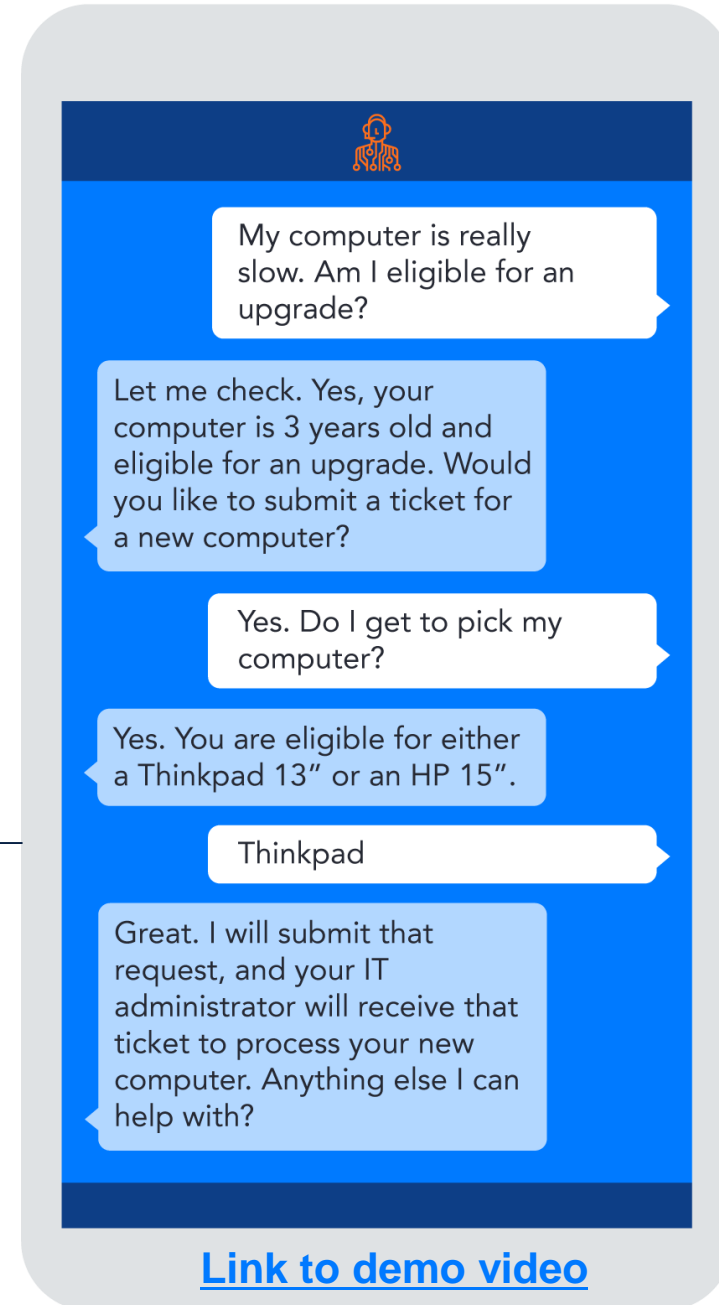 My computer is really
slow. Am I eligible for an
upgrade?
Let me check. Yes, your
computer is 3 years old and
eligible for an upgrade. Would
you like to submit a ticket for
a new computer?
Yes. Do I get to pick my
computer?
Yes. You are eligible for either
a Thinkpad 13” or an HP 15”.
Thinkpad
Great. I will submit that
request, and your IT
administrator will receive that
ticket to process your new
computer. Anything else I can
help with?
Link to demo video